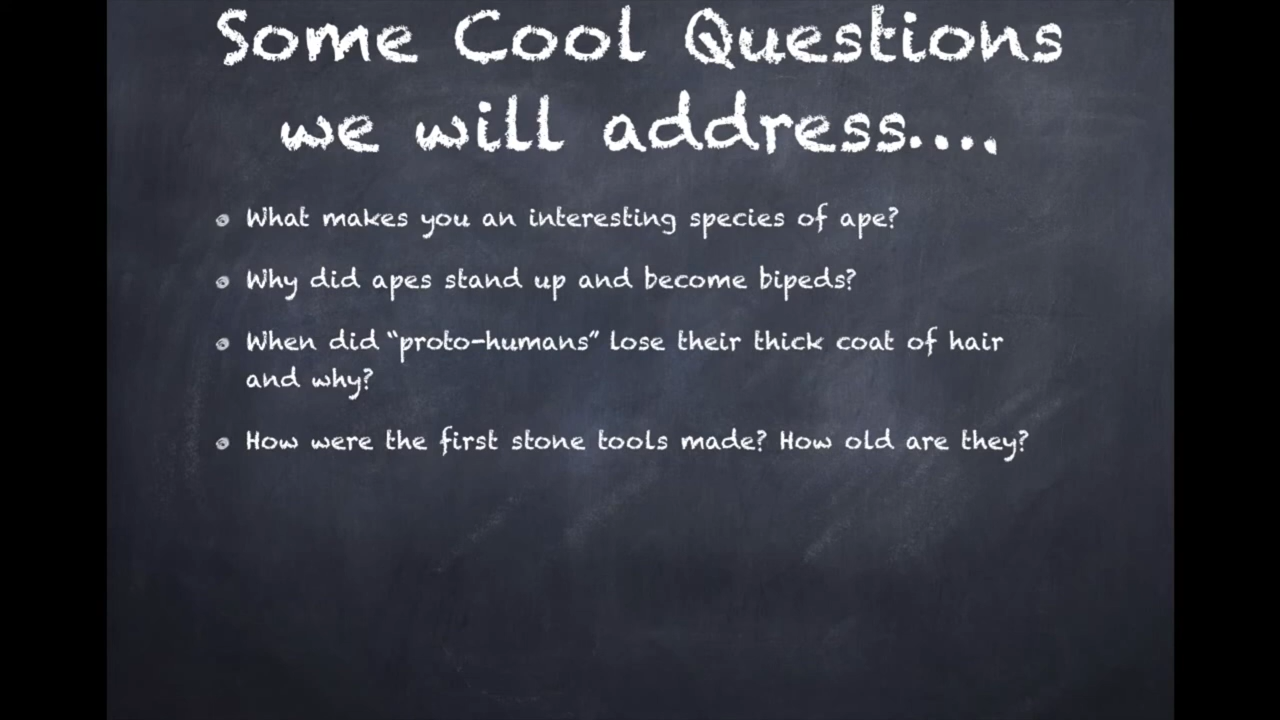 Some Cool Questions
we will address....
What makes you an interesting species of ape?
Why did apes stand up and become bipeds?
When did “proto-humans” lose their thick coat of hair
and why?
How were the first stone tools made? How old are they?